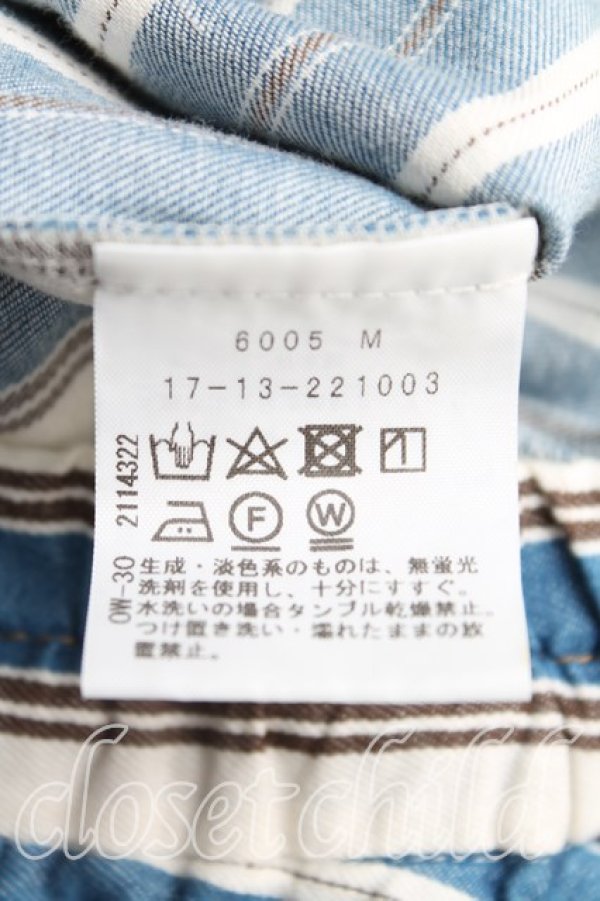 6005 M
17-13-221003
OW-30 2114322
F
W
生成・淡色系のものは、無蛍光
洗剤を使用し、十分にすすぐ。
水洗いの場合タンブル乾燥禁止。
つけ置き洗い・濡れたままの放
置禁止。
closet child